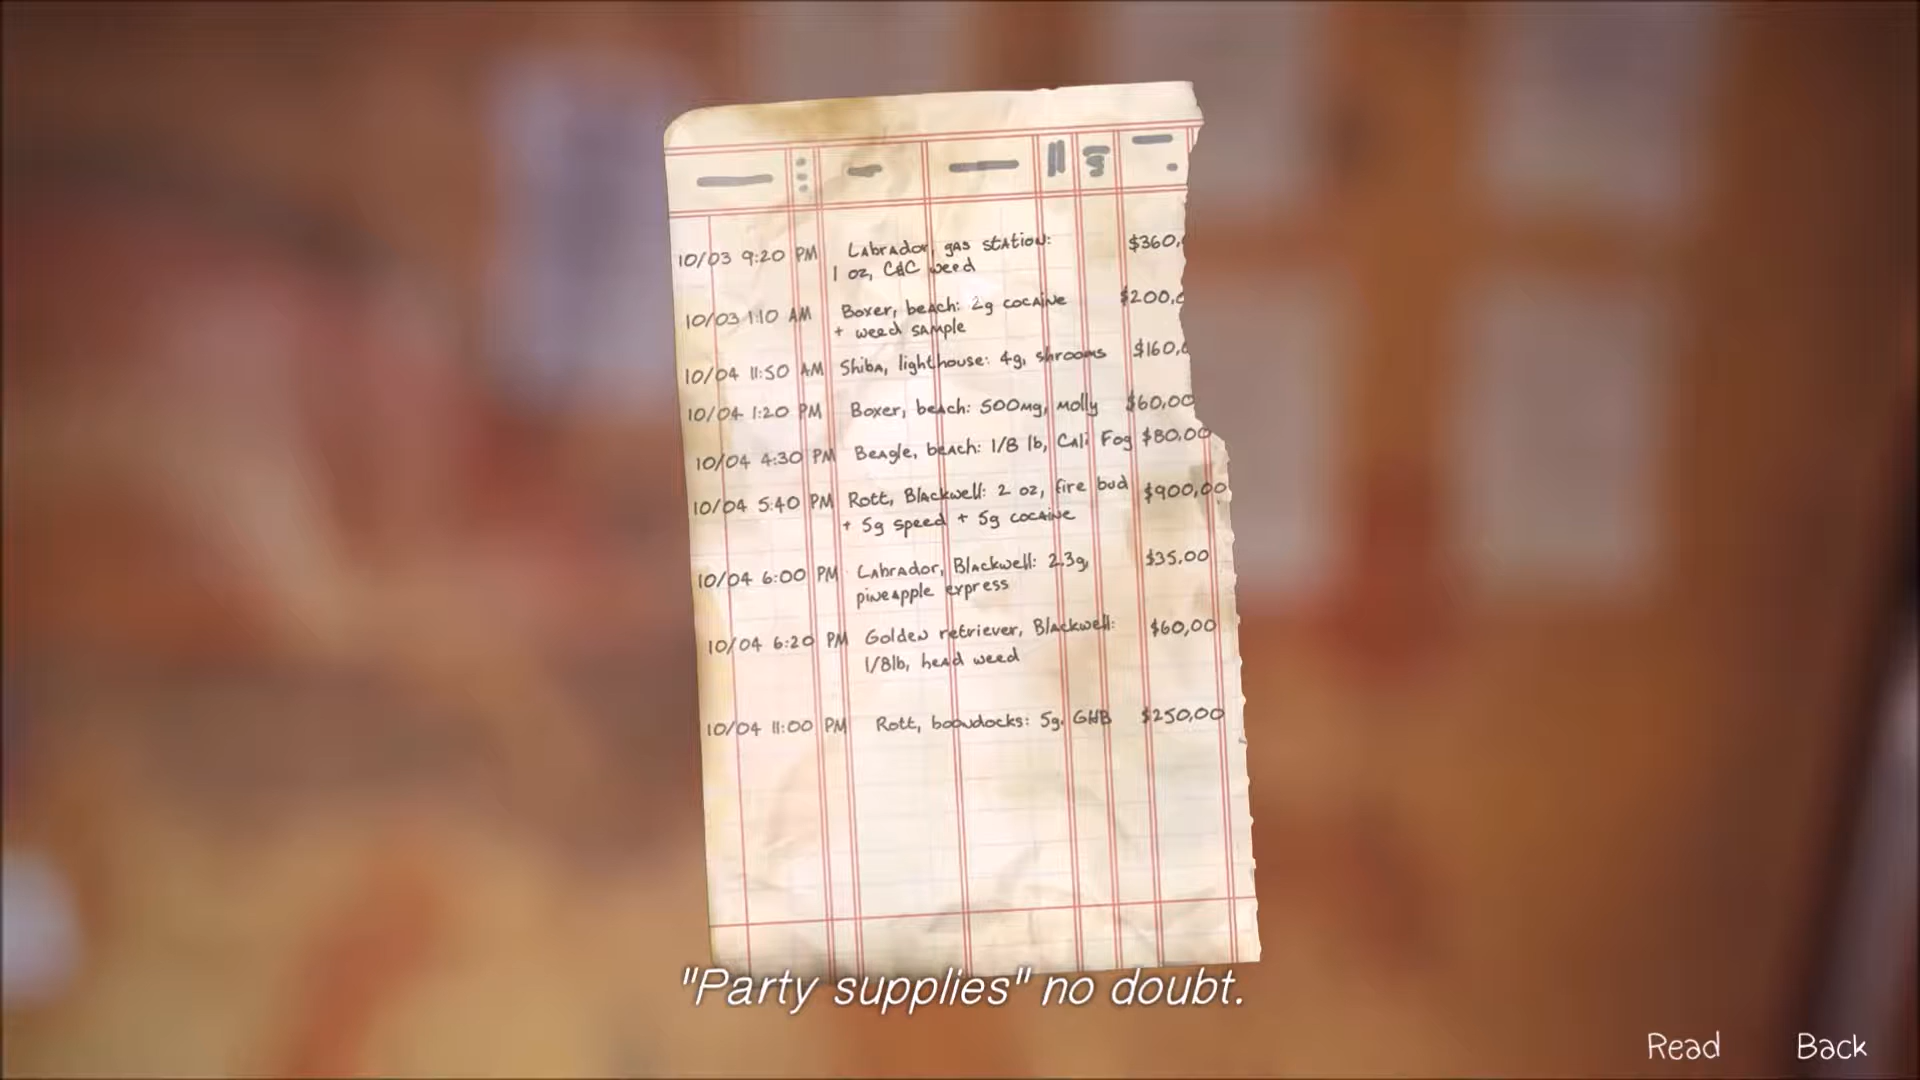 10/03 9:20 PM Labrador, gas station: $360,
1 oz, C&C weed
10/03 1:10 AM Boxer, beach: 2g cocaine $200,0
+ weed sample
10/04 11:50 AM Shiba, lighthouse: 4g, shrooms $160,0
10/04 1:20 PM Boxer, beach: 500mg, molly $60,00
10/04 4:30 PM Beagle, beach: 1/8 lb, Cali Fog $80,00
10/04 5:40 PM Rott, Blackwell: 2 oz, fire bud $900,00
+ 5g speed + 5g cocaine
10/04 6:00 PM Labrador, Blackwell: 2.3g, $35.00
pineapple express
10/04 6:20 PM Golden retriever, Blackwell: $60,00
1/8lb, head weed
10/04 11:00 PM Rott, boowdocks: 5g. GHB $250,00
"Party supplies" no doubt.
Read Back